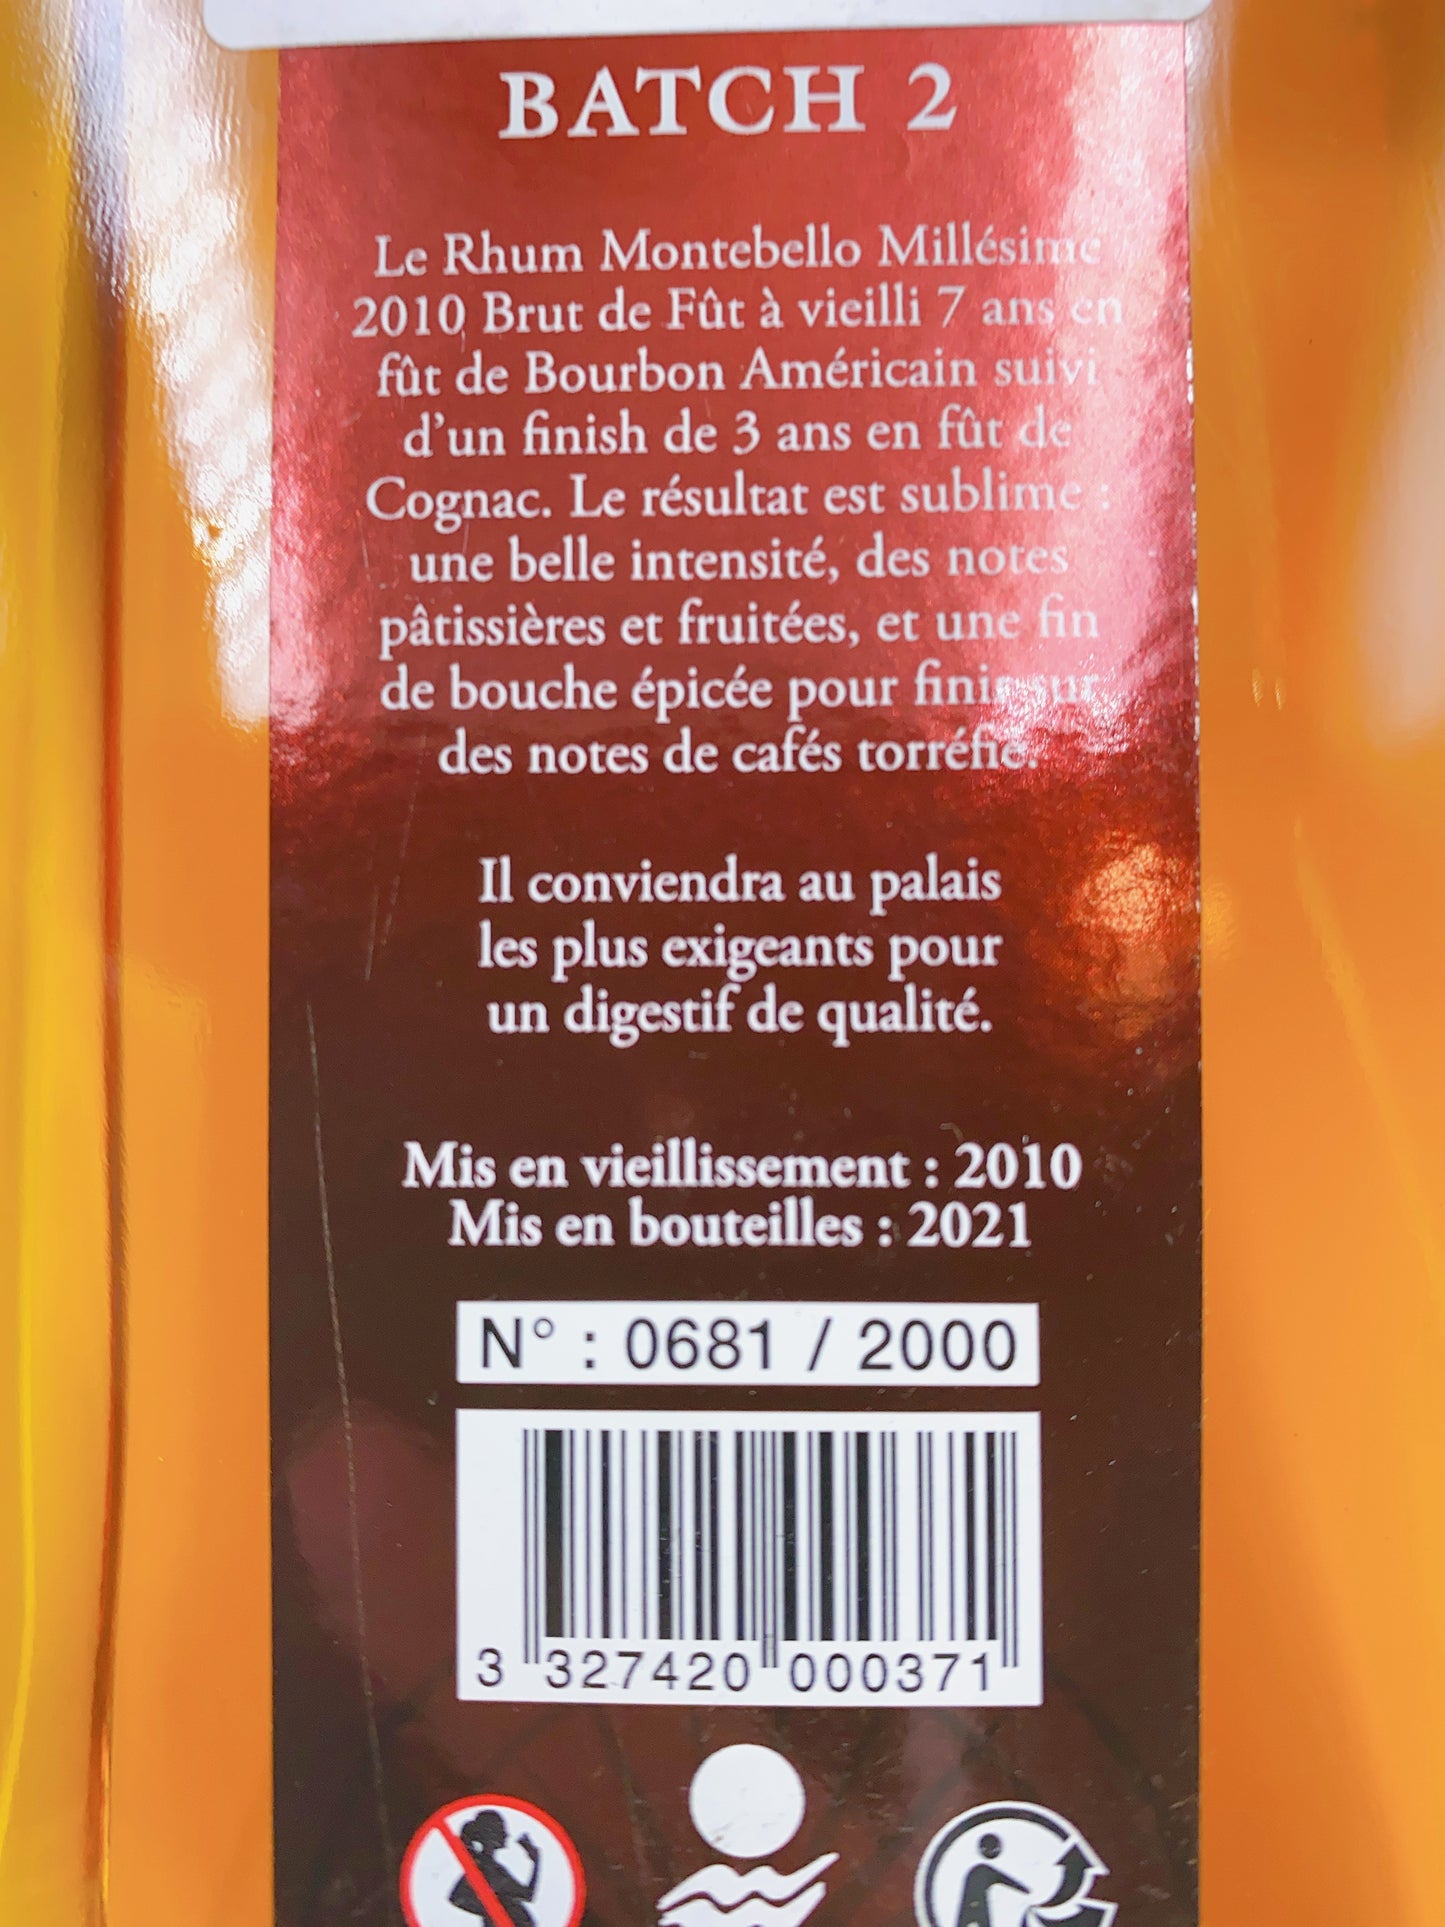 BATCH 2
Le Rhum Montebello Millésime
2010 Brut de Fût à vieilli 7 ans en
fût de Bourbon Américain suivi
d'un finish de 3 ans en fût de
Cognac. Le résultat est sublime :
une belle intensité, des notes
pâtissières et fruitées, et une fin
de bouche épicée pour finir sur
des notes de cafés torréfié.
Il conviendra au palais
les plus exigeants pour
un digestif de qualité.
Mis en vieillissement : 2010
Mis en bouteilles : 2021
N° : 0681 / 2000
3 327420 000371